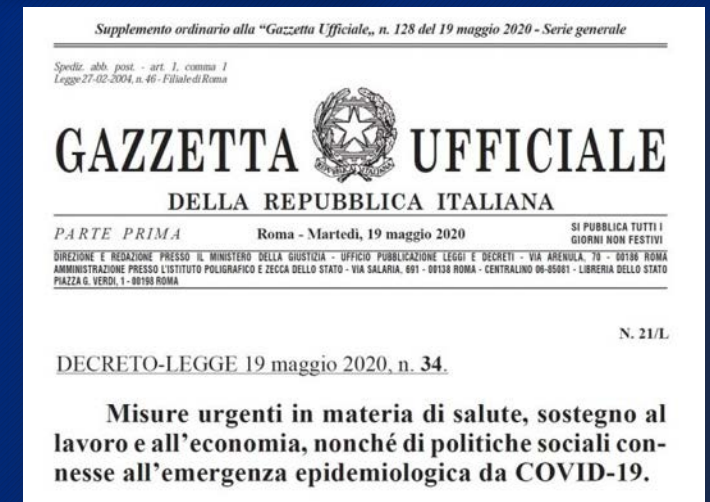 Supplemento ordinario alla “Gazzetta Ufficiale„ n. 128 del 19 maggio 2020 - Serie generale
Spediz. abb. post. - art. 1, comma 1
Legge 27-02-2004, n. 46 - Filiale di Roma
GAZZETTA UFFICIALE
DELLA REPUBBLICA ITALIANA
PARTE PRIMA Roma - Martedì, 19 maggio 2020 SI PUBBLICA TUTTI I
GIORNI NON FESTIVI
DIREZIONE E REDAZIONE PRESSO IL MINISTERO DELLA GIUSTIZIA - UFFICIO PUBBLICAZIONE LEGGI E DECRETI - VIA ARENULA, 70 - 00186 ROMA
AMMINISTRAZIONE PRESSO L'ISTITUTO POLIGRAFICO E ZECCA DELLO STATO - VIA SALARIA, 691 - 00138 ROMA - CENTRALINO 06-85081 - LIBRERIA DELLO STATO
PIAZZA G. VERDI, 1 - 00198 ROMA
N. 21/L
DECRETO-LEGGE 19 maggio 2020, n. 34.
Misure urgenti in materia di salute, sostegno al
lavoro e all’economia, nonché di politiche sociali con-
nesse all’emergenza epidemiologica da COVID-19.